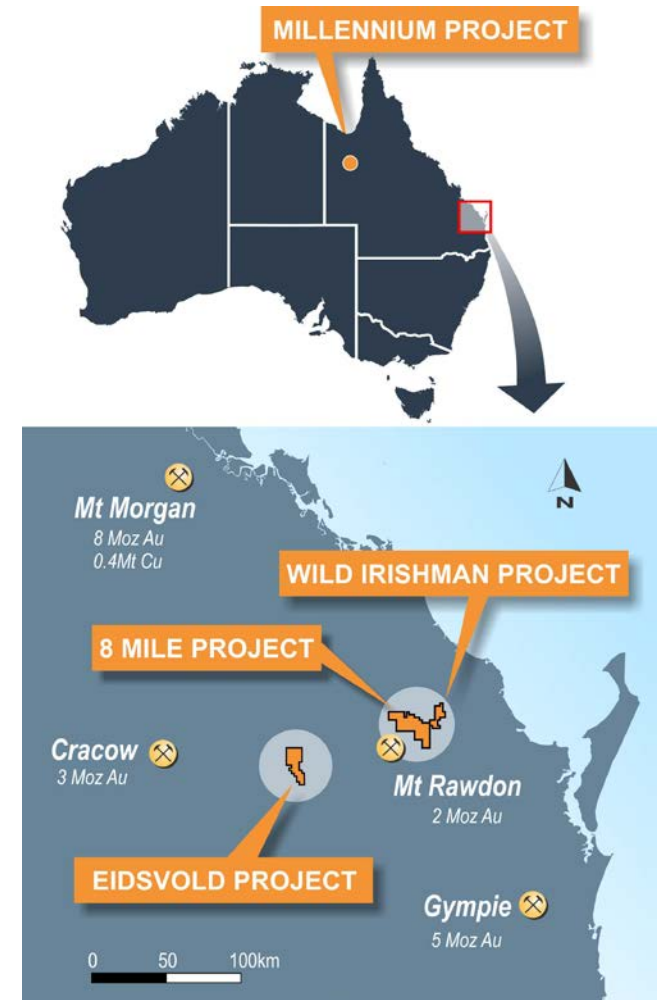 MILLENNIUM PROJECT
Mt Morgan
8 Moz Au
0.4Mt Cu
N
WILD IRISHMAN PROJECT
8 MILE PROJECT
Cracow
3 Moz Au
Mt Rawdon
2 Moz Au
EIDSVOLD PROJECT
Gympie
5 Moz Au
0 50 100km